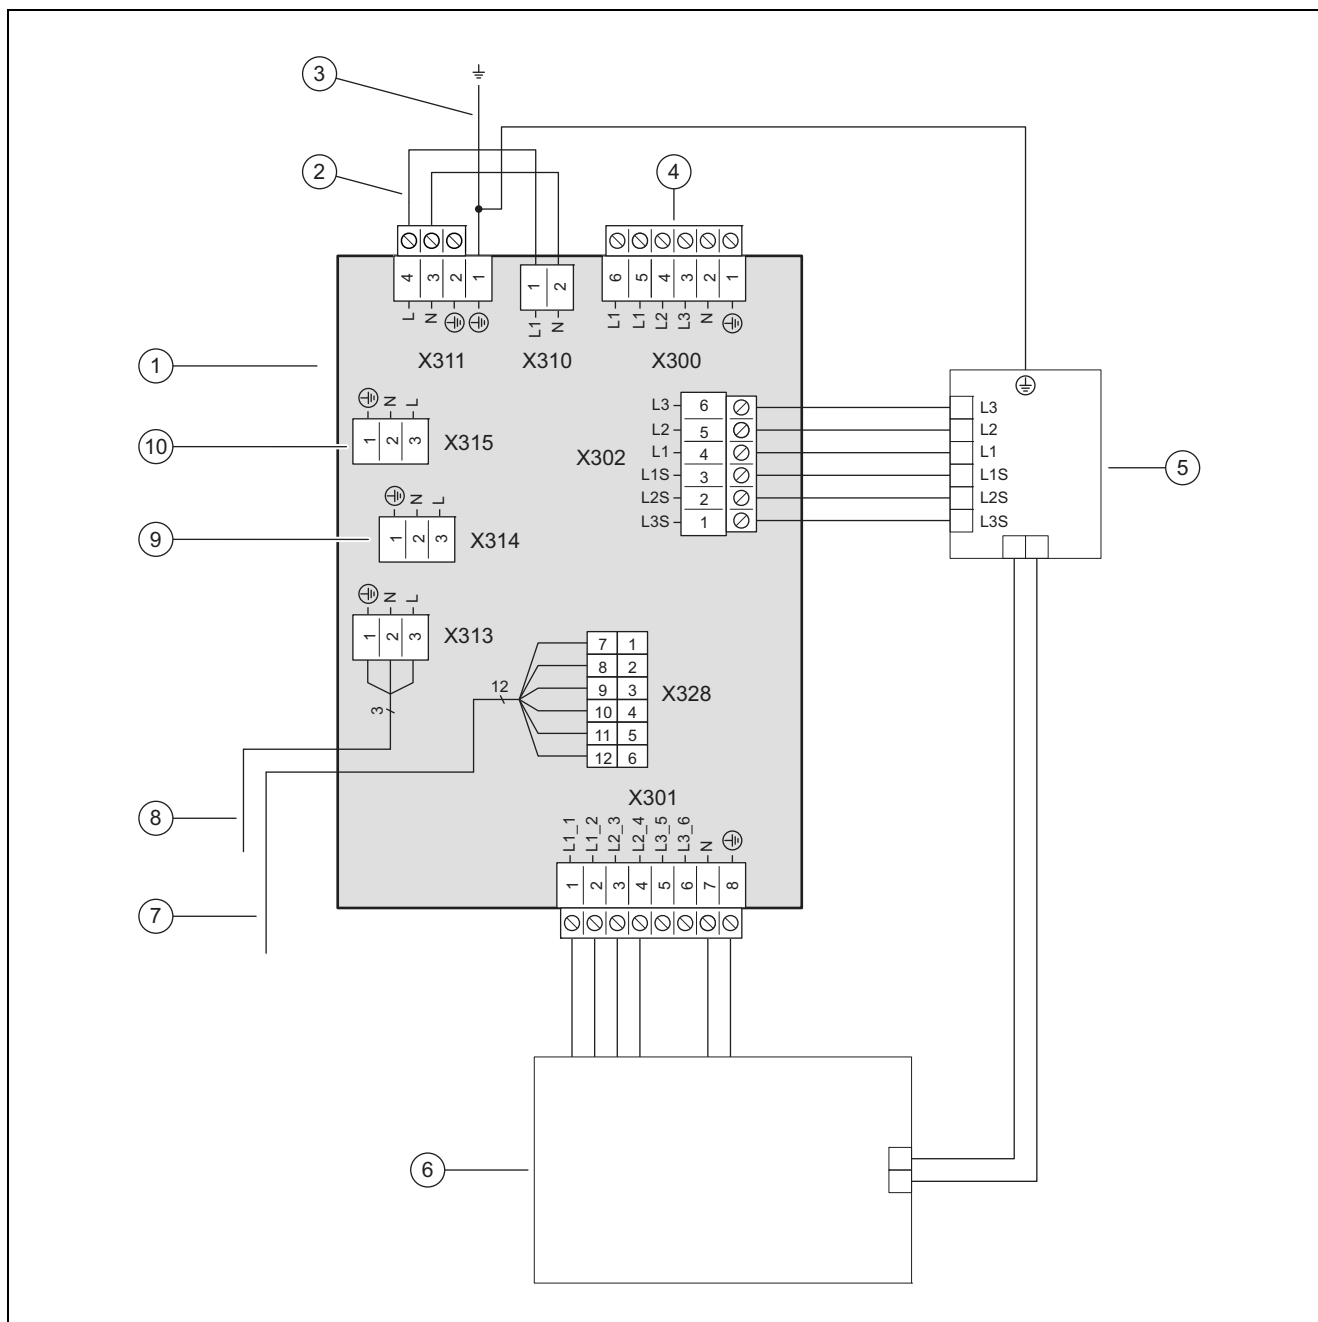 3
2
4
4 3 2 1
L N
X311
1 2
L1 N
X310
6 5 4 3 2 1
L1 L1 L2 L3 N
X300
1
N L
1 2 3
X315
10
L3 6
L2 5
L1 4
L1S 3
L2S 2
L3S 1
X302
L3
L2
L1
L1S
L2S
L3S
5
N L
1 2 3
X314
9
N L
1 2 3
X313
3
12
7 1
8 2
9 3
10 4
11 5
12 6
X328
8
7
X301
L1_1 L1_2 L2_3 L2_4 L3_5 L3_6 N
1 2 3 4 5 6 7 8
6